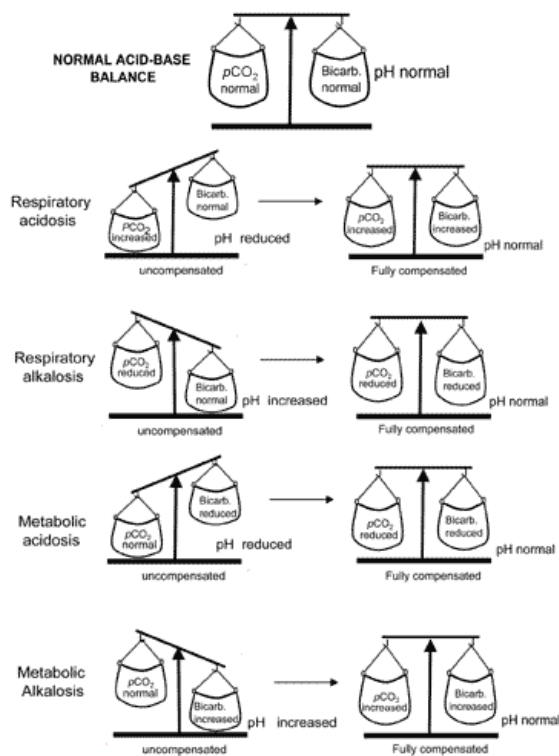 NORMAL ACID-BASE
BALANCE
pCO2
normal
Bicarb.
normal
pH normal
Respiratory
acidosis
PCO2
increased
Bicarb.
normal
pH reduced
uncompensated
pCO2
increased
Bicarb.
increased
pH normal
Fully compensated
Respiratory
alkalosis
pCO2
reduced
Bicarb.
normal
pH increased
uncompensated
pCO2
reduced
Bicarb.
reduced
pH normal
Fully compensated
Metabolic
acidosis
pCO2
normal
Bicarb.
reduced
pH reduced
uncompensated
pCO2
reduced
Bicarb.
reduced
pH normal
Fully compensated
Metabolic
Alkalosis
pCO2
normal
Bicarb.
increased
pH increased
uncompensated
pCO2
increased
Bicarb.
increased
pH normal
Fully compensated